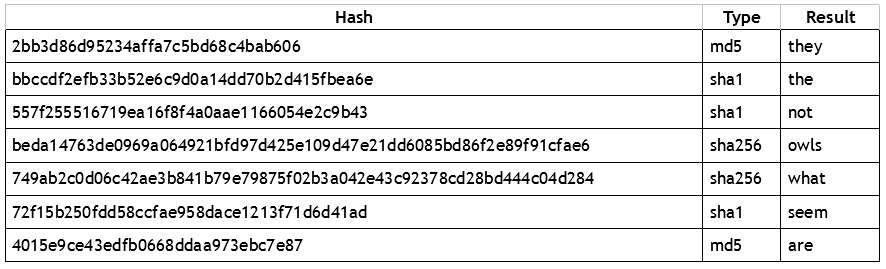 Hash Type Result
2bb3d86d95234affa7c5bd68c4bab606 md5 they
bbccdf2efb33b52e6c9d0a14dd70b2d415fbea6e sha1 the
557f255516719ea16f8f4a0aae1166054e2c9b43 sha1 not
beda14763de0969a064921bfd97d425e109d47e21dd6085bd86f2e89f91cfae6 sha256 owls
749ab2c0d06c42ae3b841b79e79875f02b3a042e43c92378cd28bd444c04d284 sha256 what
72f15b250fdd58ccfae958dace1213f71d6d41ad sha1 seem
4015e9ce43edfb0668ddaa973ebc7e87 md5 are